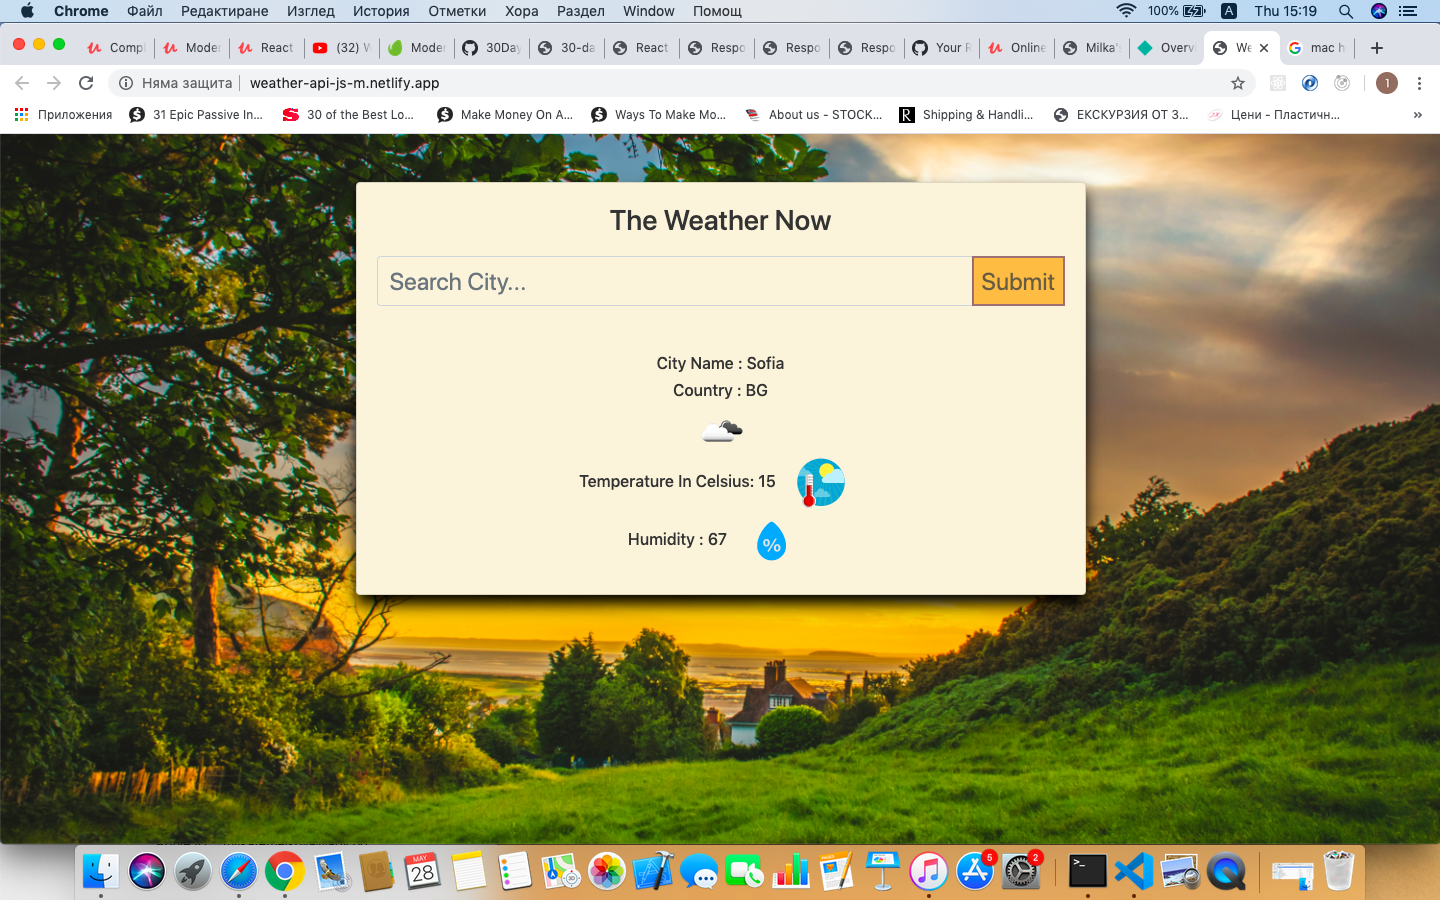 Chrome Файл Редактиране Изглед История Отметки Хора Раздел Window Помощ 100% A Thu 15:19
Compl Moder React (32) W Moder 30Day 30-da React Respo Respo Respo Your R Online Milka's Overv We mac h
Няма защита weather-api-js-m.netlify.app 1
Приложения 31 Epic Passive In... 30 of the Best Lo... Make Money On A... Ways To Make Mo... About us - STOCK... Shipping & Handli... ЕКСКУРЗИЯ ОТ З... Цени - Пластичн... »
The Weather Now
Search City... Submit
City Name : Sofia
Country : BG
Temperature In Celsius: 15
Humidity : 67 %
MAY 28 5 2